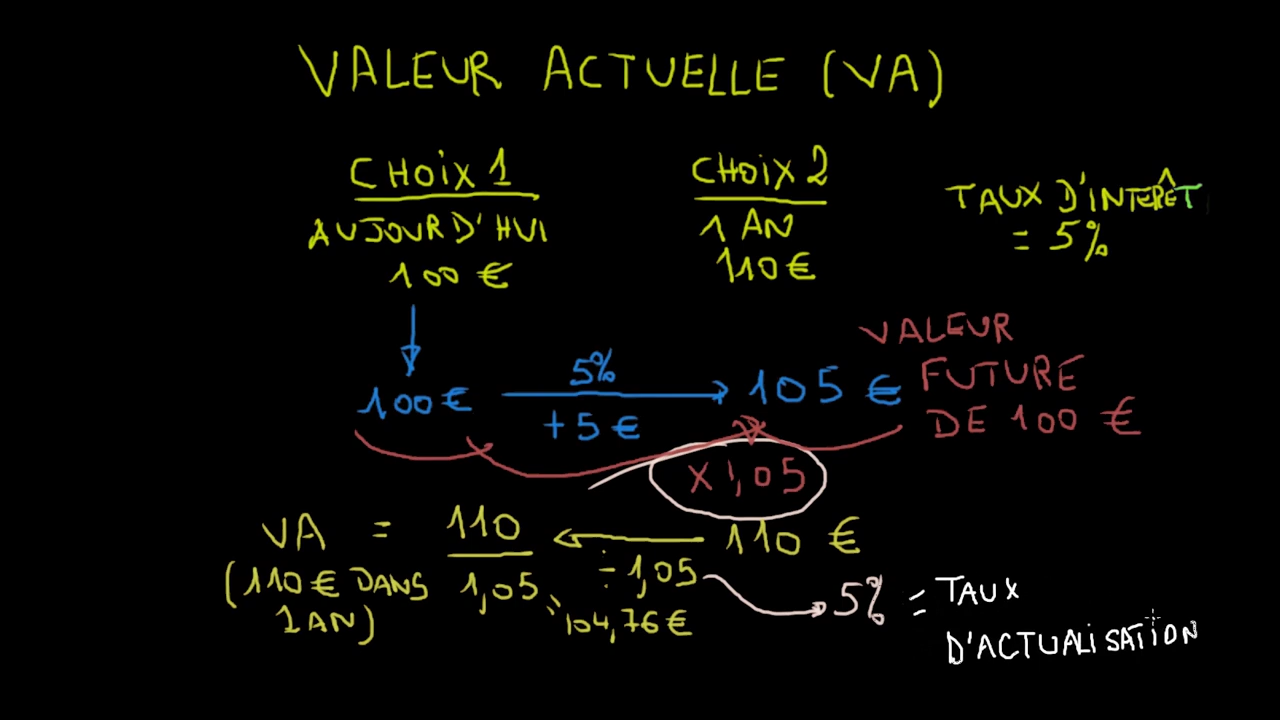 VALEUR ACTUELLE (VA)
CHOIX 1
AUJOURD'HUI
100 €
CHOIX 2
1 AN
110 €
TAUX D'INTERÊT
= 5%
100 €
5%
+5 €
105 €
VALEUR
FUTURE
DE 100 €
X 1,05
VA = 110
1,05
(110 € DANS
1 AN)
= 104,76 €
110 €
÷ 1,05
5% = TAUX
D'ACTUALISATION